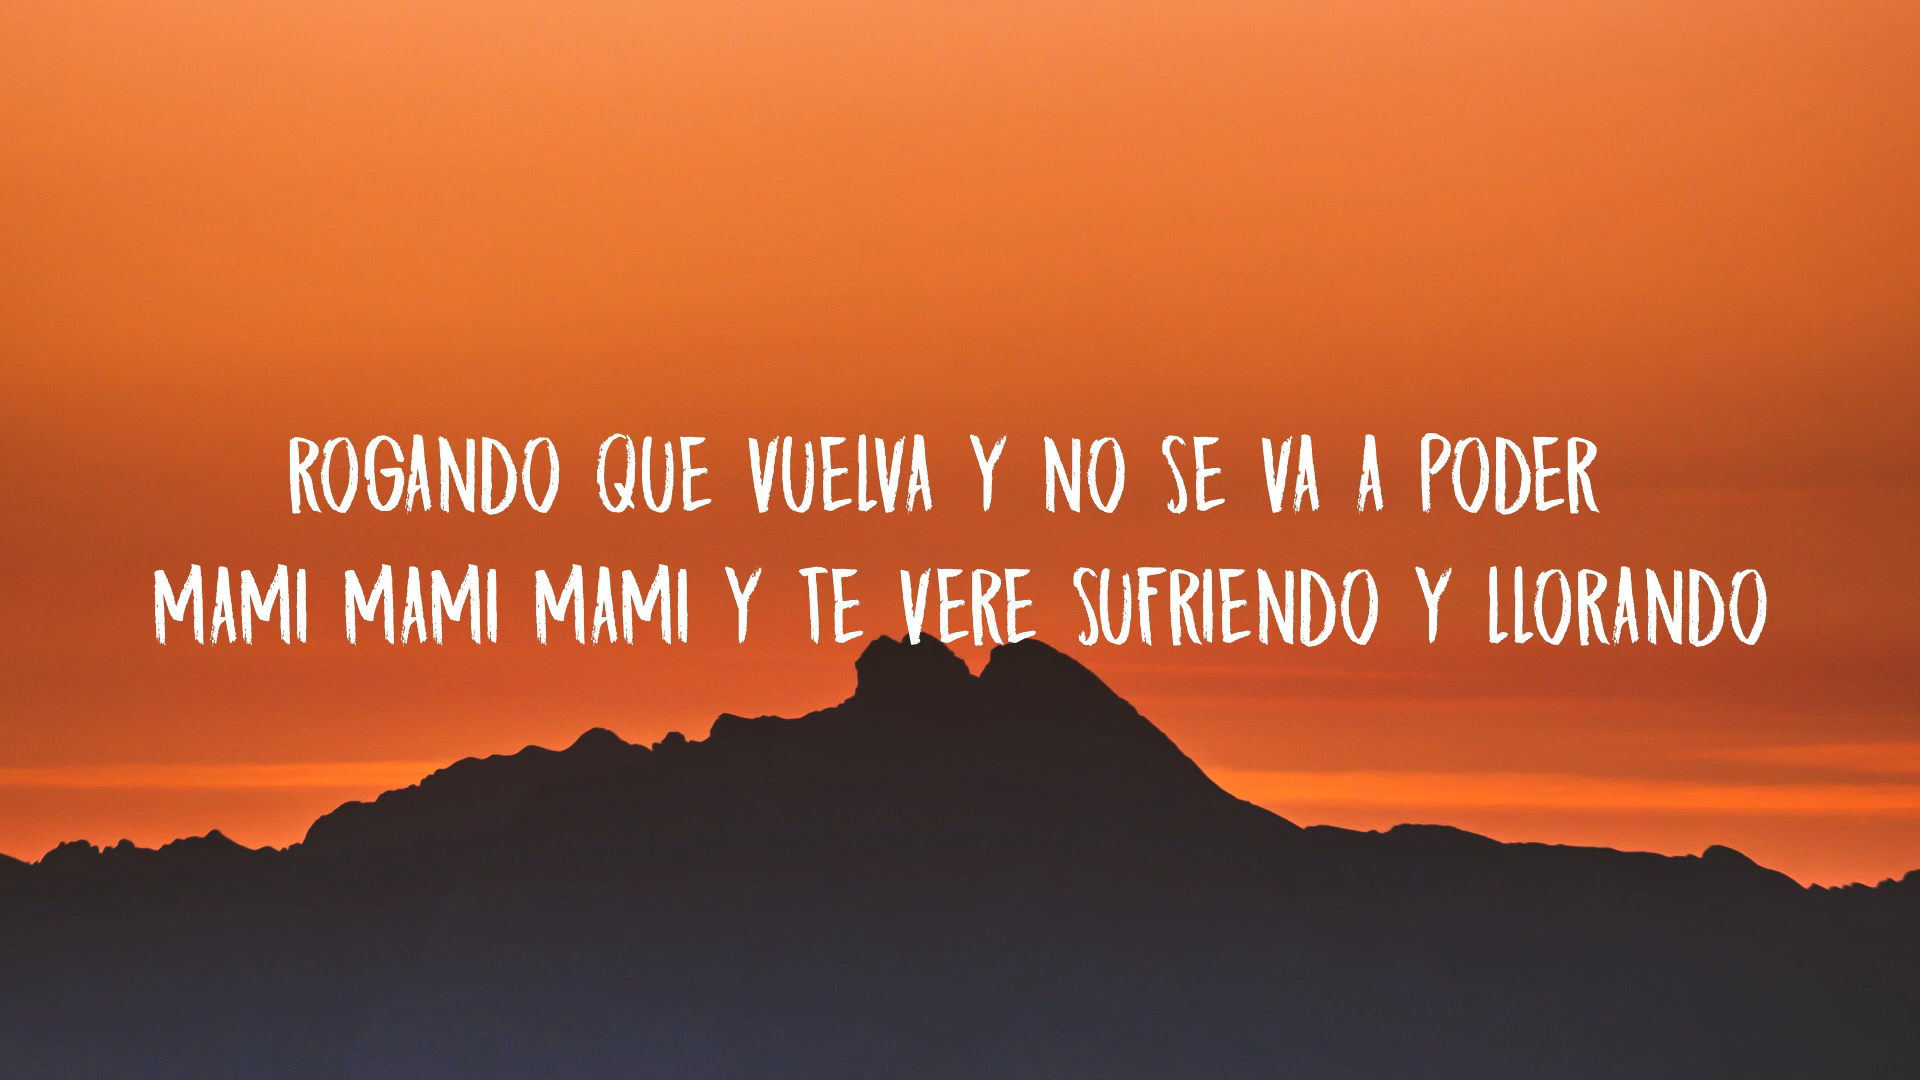 ROGANDO QUE VUELVA Y NO SE VA A PODER
MAMI MAMI MAMI Y TE VERE SUFRIENDO Y LLORANDO